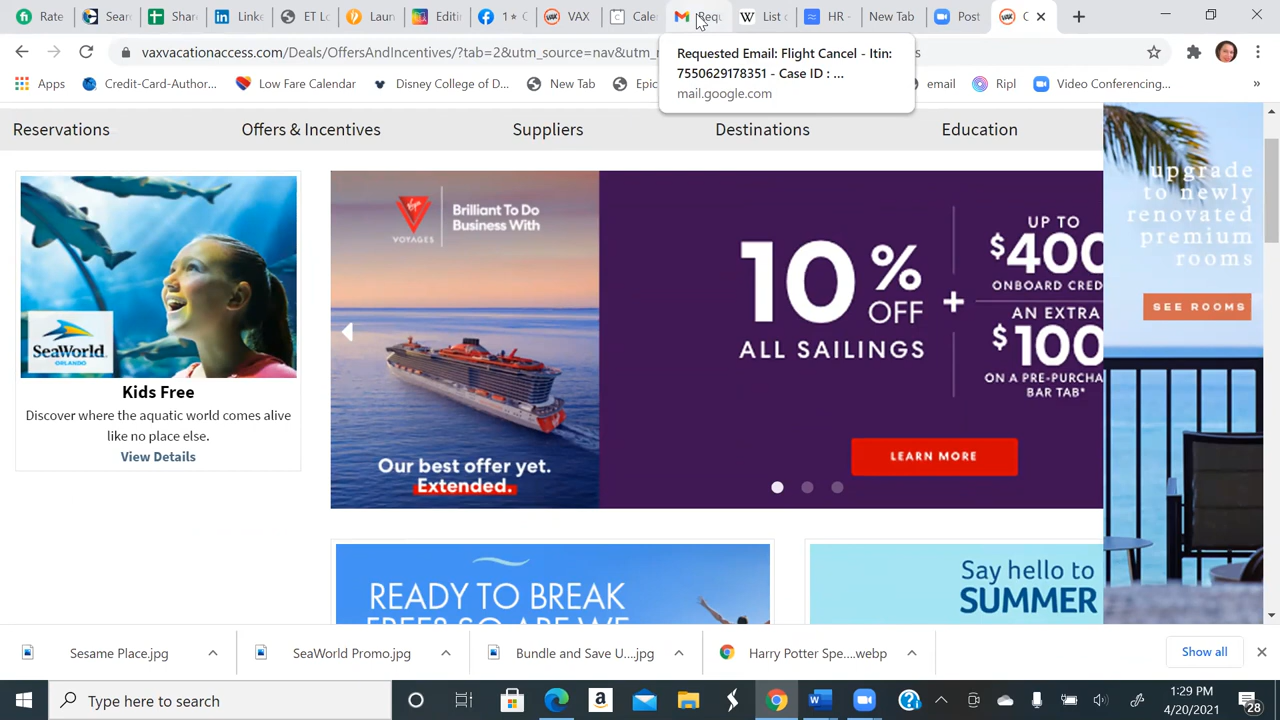 Rate
Sem
Share
Linke
ET Lo
Laun
Editi
1
VAX
Caler
Requ
List o
HR -
New Tab
Post
vaxvacationaccess.com/Deals/OffersAndIncentives/?tab=2&utm_source=nav&utm_
Requested Email: Flight Cancel - Itin:
7550629178351 - Case ID : ...
mail.google.com
Apps
Credit-Card-Author...
Low Fare Calendar
Disney College of D...
New Tab
Epic
email
Ripl
Video Conferencing...
»
Reservations
Offers & Incentives
Suppliers
Destinations
Education
SeaWorld
ORLANDO
Kids Free
Discover where the aquatic world comes alive
like no place else.
View Details
Virgin
VOYAGES
Brilliant To Do
Business With
Our best offer yet.
Extended.
10% OFF
ALL SAILINGS
+
UP TO
$400
ONBOARD CRED
AN EXTRA
$100
ON A PRE-PURCHA
BAR TAB*
LEARN MORE
upgrade
to newly
renovated
premium
rooms
SEE ROOMS
READY TO BREAK
FREE? SO ARE WE
Say hello to
SUMMER
Sesame Place.jpg
SeaWorld Promo.jpg
Bundle and Save U....jpg
Harry Potter Spe....webp
Show all
Type here to search
1:29 PM
4/20/2021
28